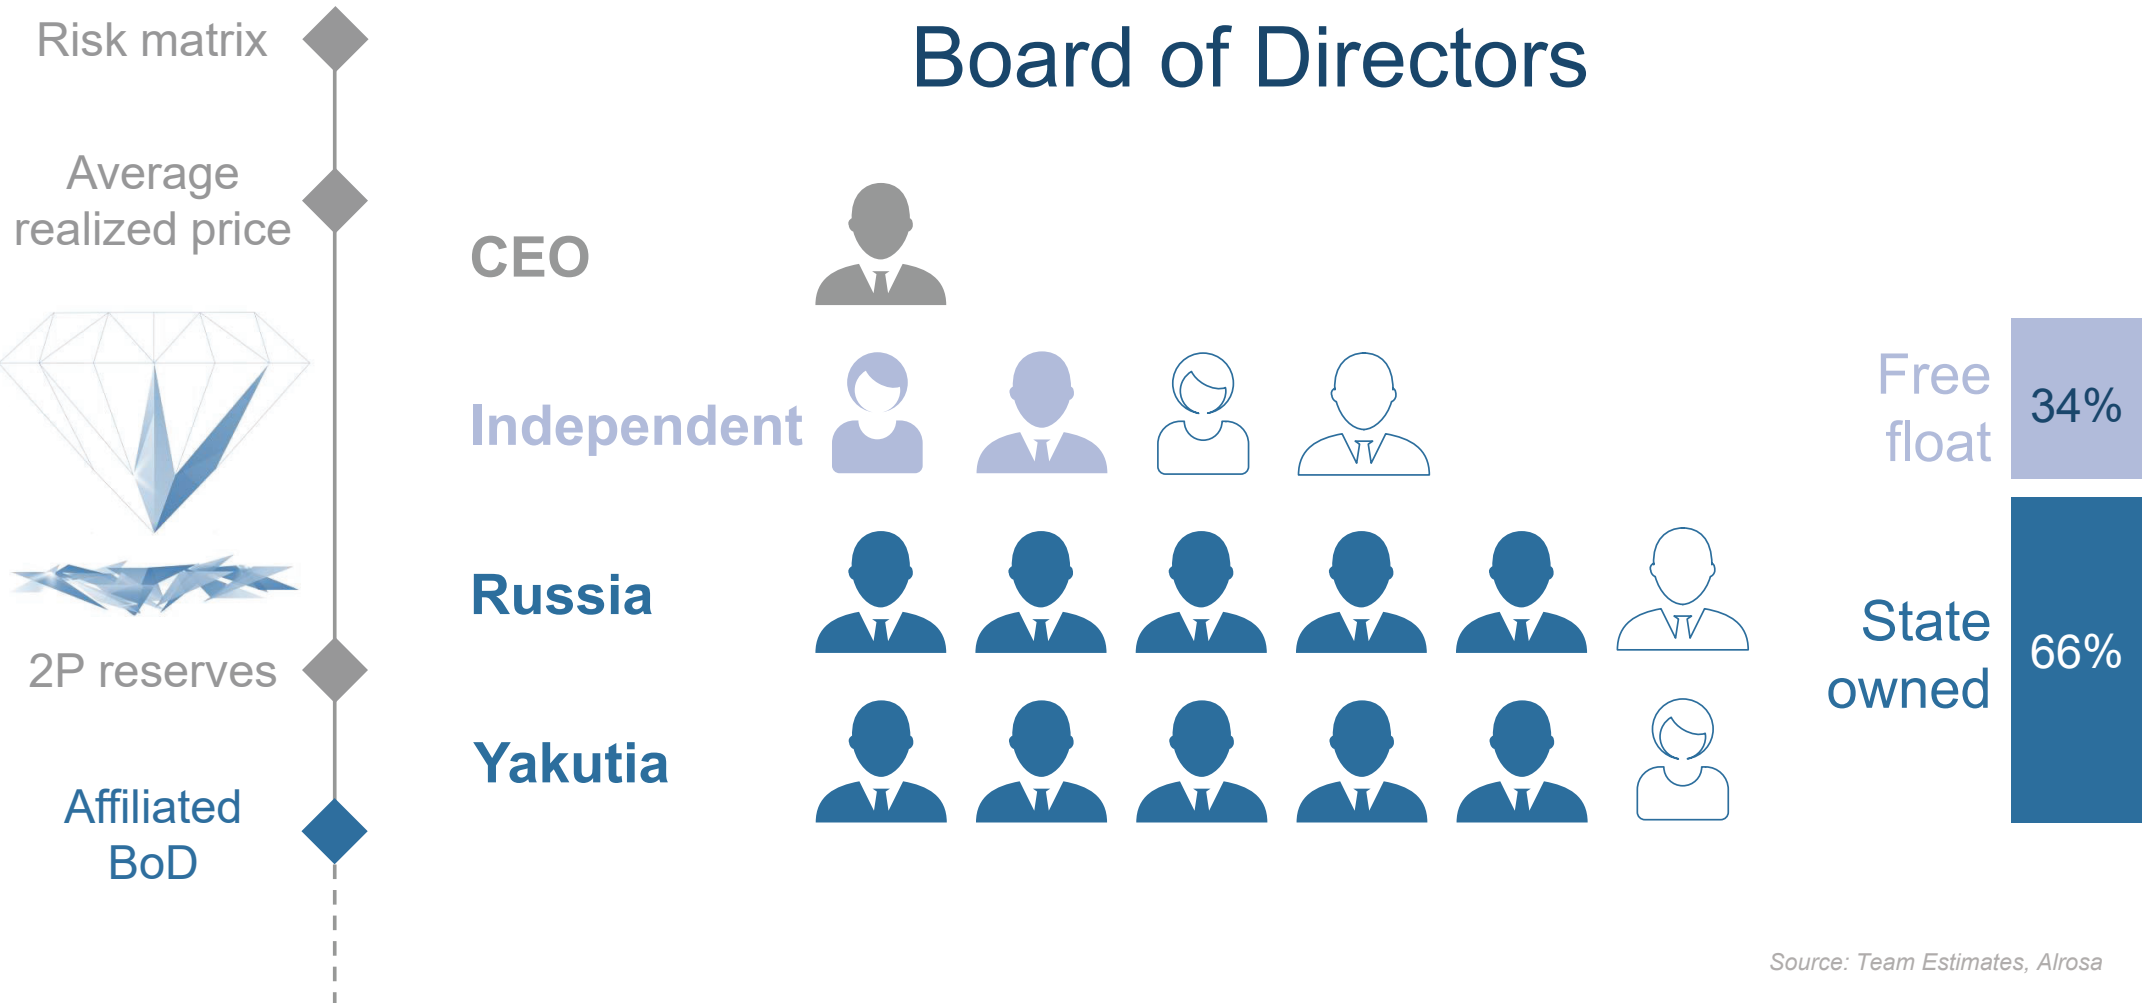 Board of Directors
Risk matrix
Average
realized price
2P reserves
Affiliated
BoD
CEO
Independent
Russia
Yakutia
Free
float
34%
State
owned
66%
Source: Team Estimates, Alrosa